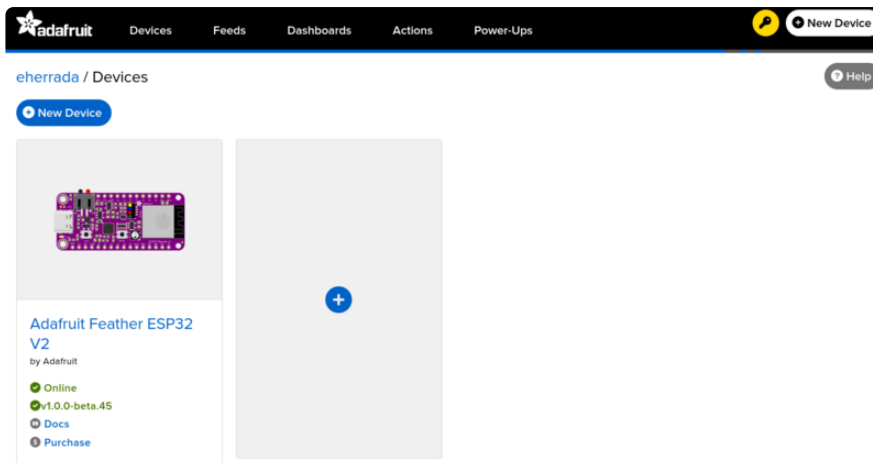 adafruit Devices Feeds Dashboards Actions Power-Ups New Device
eherrada / Devices
Help
New Device
Adafruit Feather ESP32
V2
by Adafruit
Online
v1.0.0-beta.45
Docs
Purchase